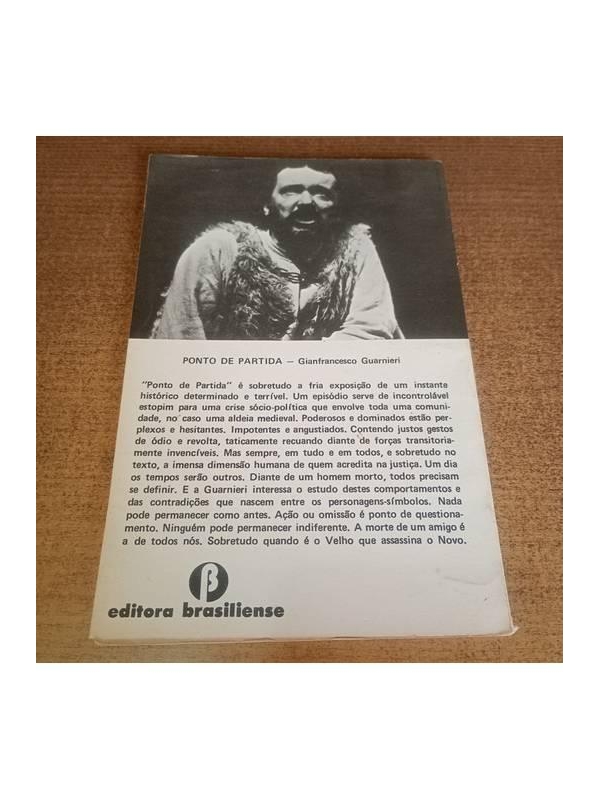 PONTO DE PARTIDA — Gianfrancesco Guarnieri
"Ponto de Partida" é sobretudo a fria exposição de um instante
histórico determinado e terrível. Um episódio serve de incontrolável
estopim para uma crise sócio-política que envolve toda uma comuni-
dade, no caso uma aldeia medieval. Poderosos e dominados estão per-
plexos e hesitantes. Impotentes e angustiados. Contendo justos gestos
de ódio e revolta, taticamente recuando diante de forças transitoria-
mente invencíveis. Mas sempre, em tudo e em todos, e sobretudo no
texto, a imensa dimensão humana de quem acredita na justiça. Um dia
os tempos serão outros. Diante de um homem morto, todos precisam
se definir. E a Guarnieri interessa o estudo destes comportamentos e
das contradições que nascem entre os personagens-símbolos. Nada
pode permanecer como antes. Ação ou omissão é ponto de questiona-
mento. Ninguém pode permanecer indiferente. A morte de um amigo é
a de todos nós. Sobretudo quando é o Velho que assassina o Novo.
β
editora brasiliense